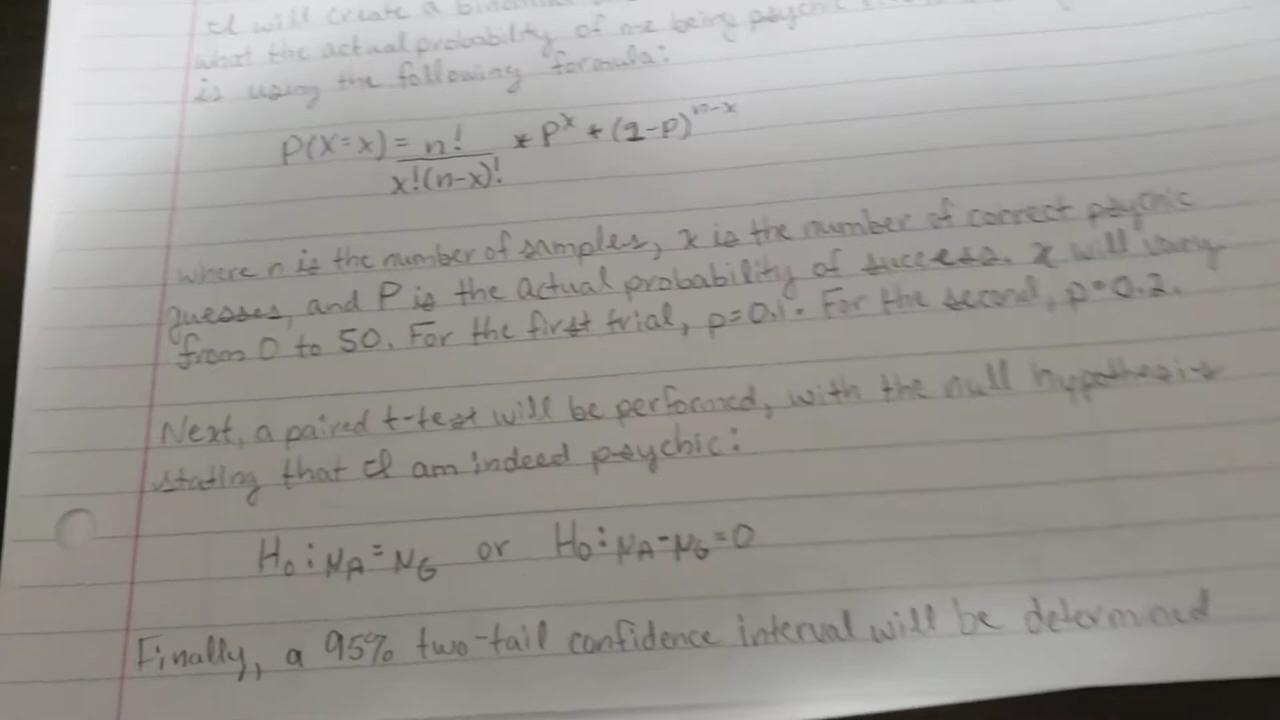 I will create a
what the actual probability of me being psychic
is using the following formula:
P(X=x) = n! * P^x * (1-P)^n-x
x!(n-x)!
where n is the number of samples, x is the number of correct psychic
guesses, and P is the actual probability of success. x will vary
from 0 to 50. For the first trial, p=0.1. For the second, p=0.2.
Next, a paired t-test will be performed, with the null hypothesis
stating that I am indeed psychic:
H₀: μA = μG or H₀: μA-μG=0
Finally, a 95% two-tail confidence interval will be determined